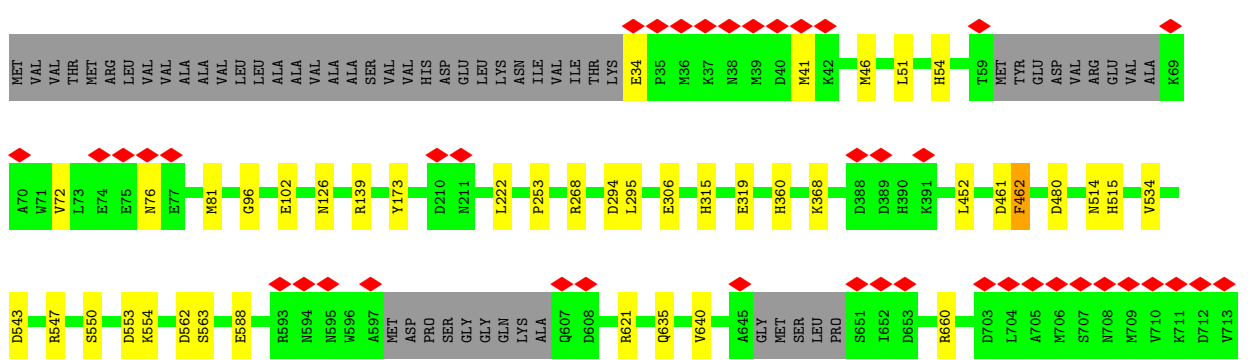 MET VAL VAL THR MET ARG LEU VAL VAL ALA ALA VAL LEU LEU ALA ALA ALA VAL ALA ALA SER VAL VAL HIS ASP GLU LEU LYS ASN ILE VAL ILE THR LYS E34 P35 M36 K37 N38 M39 D40 M41 K42 M46 L51 H54 T59 MET TYR GLU ASP VAL ARG GLU VAL ALA K69
A70 W71 V72 L73 E74 E75 N76 E77 M81 G96 E102 N126 R139 Y173 D210 N211 L222 P253 R268 D294 L295 E306 H315 E319 H360 K368 D388 D389 H390 K391 L452 D461 F462 D480 N514 H515 V534
D543 R547 S550 D553 K554 D562 S563 E588 R593 N594 N595 W596 A597 MET ASP PRO SER GLY GLY GLN LYS ALA Q607 D608 R621 Q635 V640 A645 GLY MET SER LEU PRO S651 I652 D653 R660 D703 L704 A705 M706 S707 N708 M709 V710 K711 D712 V713